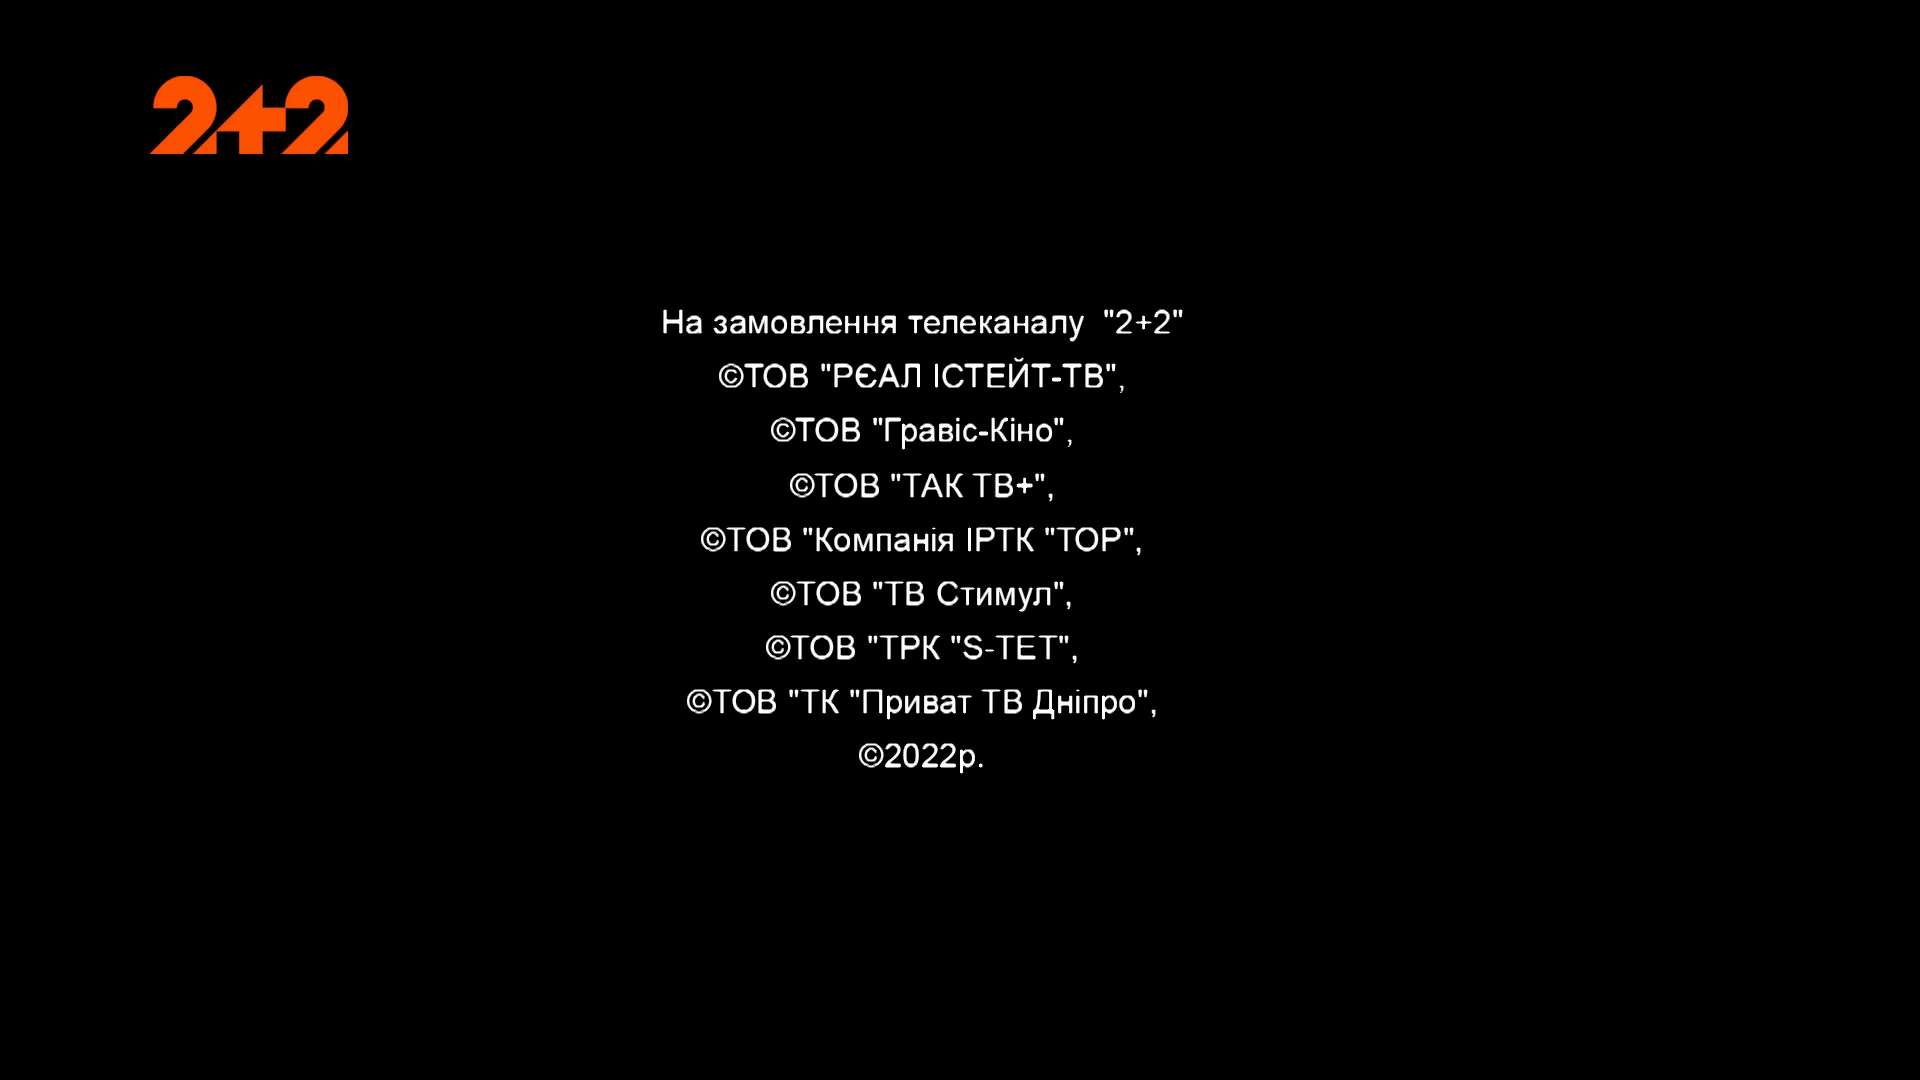 2+2
На замовлення телеканалу  "2+2"
©ТОВ "РЄАЛ ІСТЕЙТ-ТВ",
©ТОВ "Гравіс-Кіно",
©ТОВ "ТАК ТВ+",
©ТОВ "Компанія ІРТК "ТОР",
©ТОВ "ТВ Стимул",
©ТОВ "ТРК "S-ТЕТ",
©ТОВ "ТК "Приват ТВ Дніпро",
©2022р.